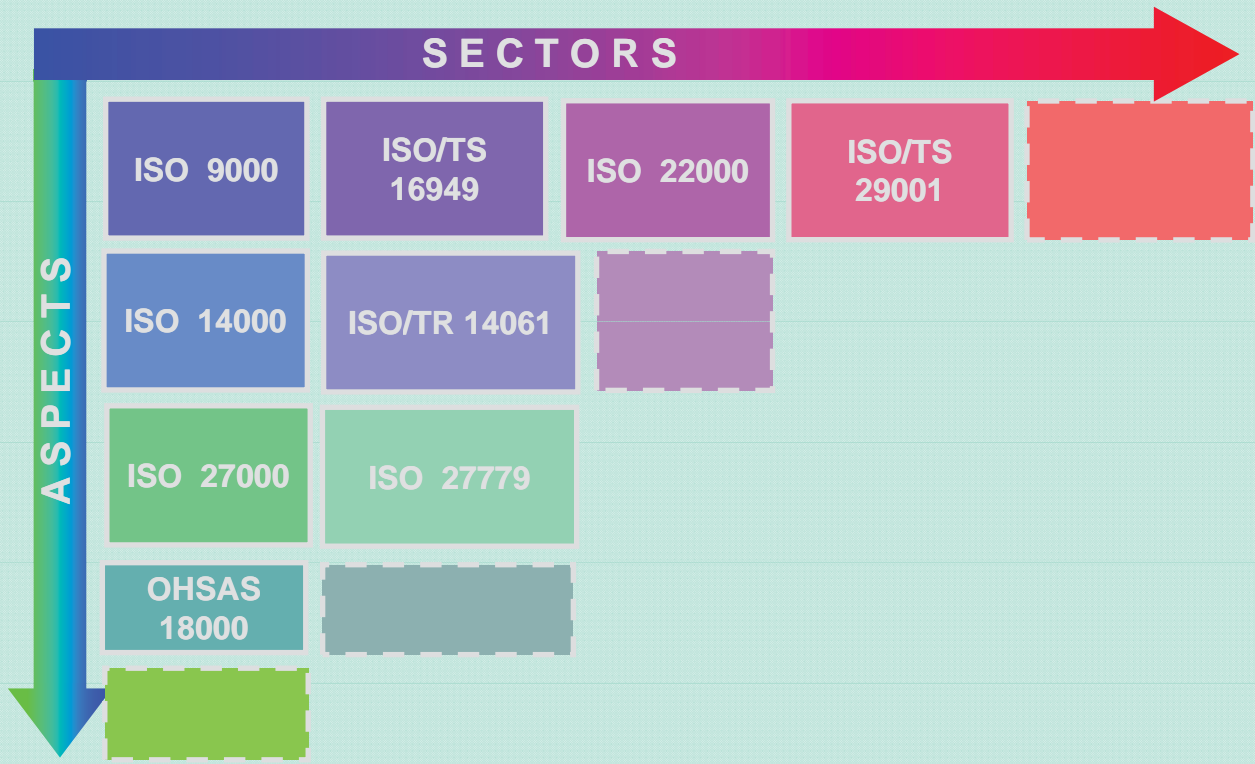 SECTORS
ASPECTS
ISO 9000
ISO/TS
16949
ISO 22000
ISO/TS
29001
ISO 14000
ISO/TR 14061
ISO 27000
ISO 27779
OHSAS
18000